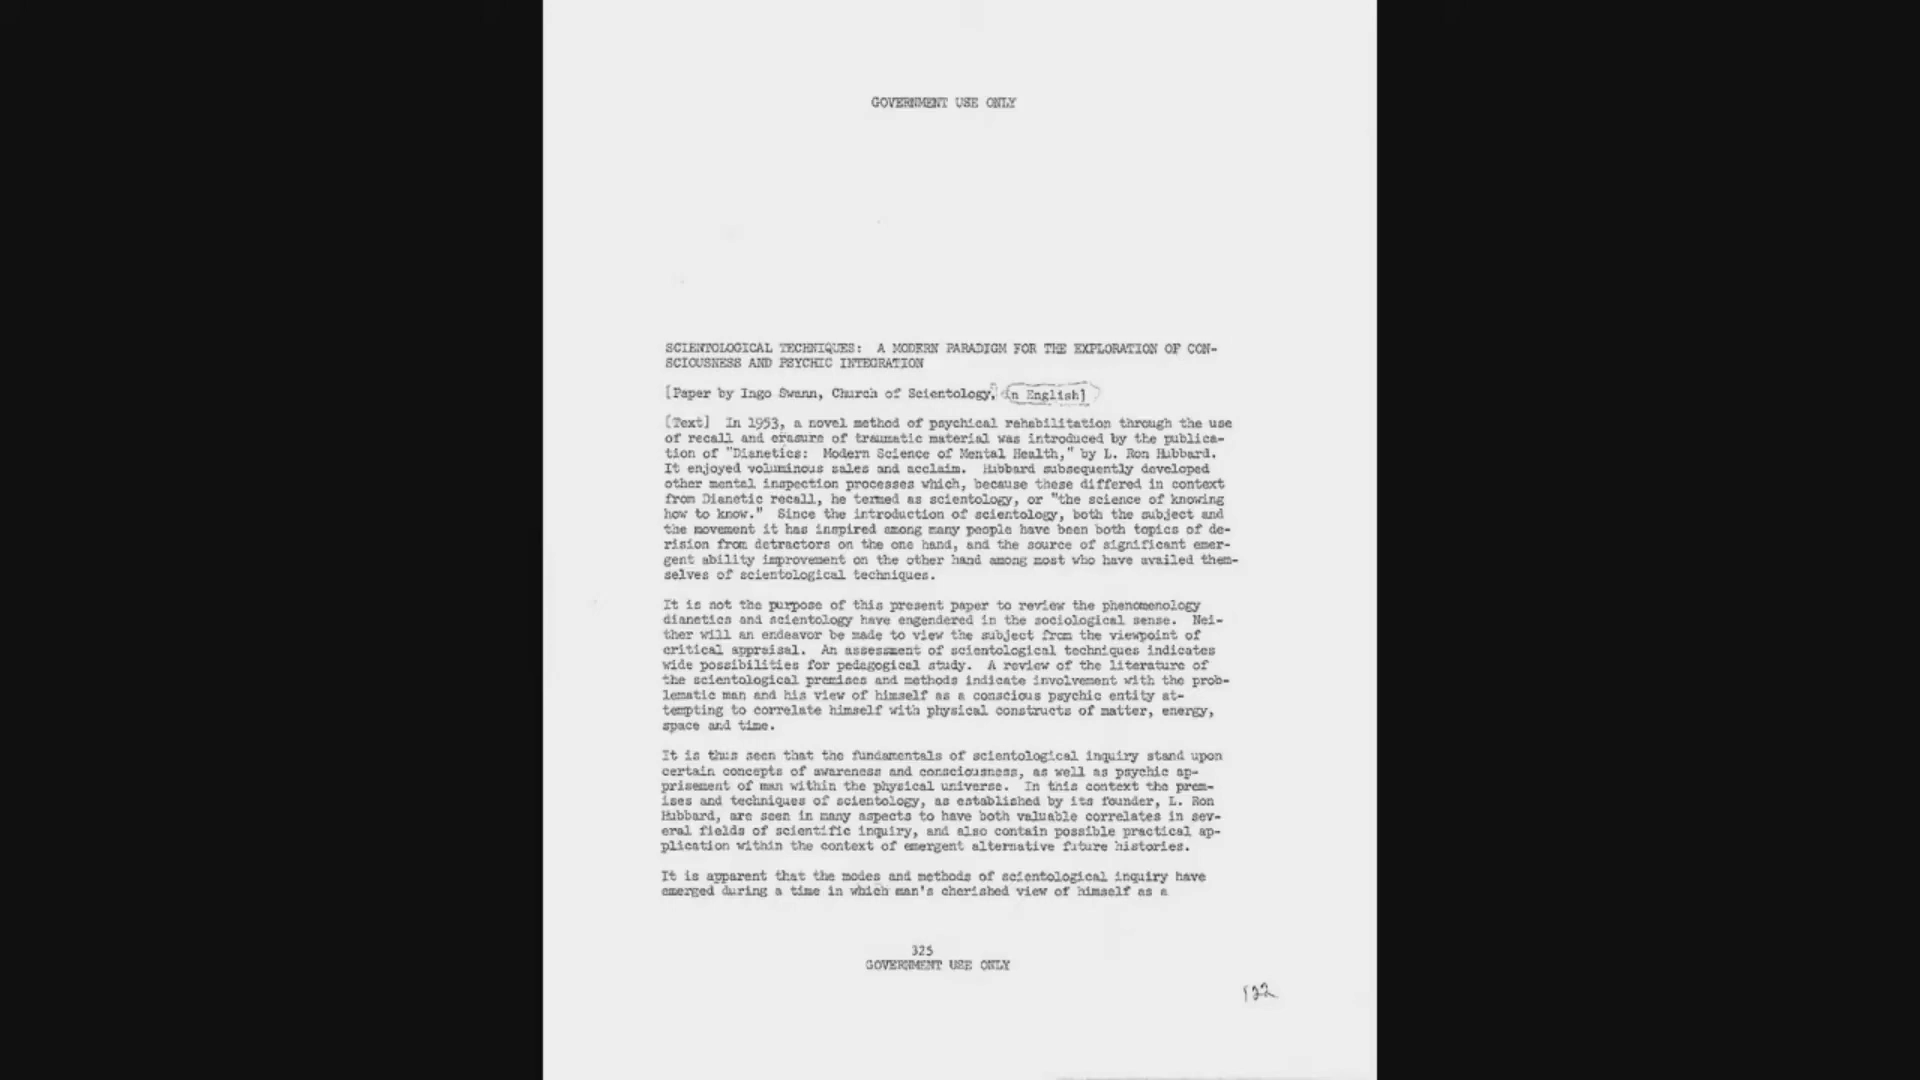 GOVERNMENT USE ONLY
SCIENTOLOGICAL TECHNIQUES: A MODERN PARADIGM FOR THE EXPLORATION OF CON-
SCIOUSNESS AND PSYCHIC INTEGRATION
[Paper by Ingo Swann, Church of Scientology, in English]
[Text] In 1953, a novel method of psychical rehabilitation through the use
of recall and erasure of traumatic material was introduced by the publica-
tion of "Dianetics: Modern Science of Mental Health," by L. Ron Hubbard.
It enjoyed voluminous sales and acclaim. Hubbard subsequently developed
other mental inspection processes which, because these differed in context
from Dianetic recall, he termed as scientology, or "the science of knowing
how to know." Since the introduction of scientology, both the subject and
the movement it has inspired among many people have been both topics of de-
rision from detractors on the one hand, and the source of significant emer-
gent ability improvement on the other hand among most who have availed them-
selves of scientological techniques.
It is not the purpose of this present paper to review the phenomenology
dianetics and scientology have engendered in the sociological sense. Nei-
ther will an endeavor be made to view the subject from the viewpoint of
critical appraisal. An assessment of scientological techniques indicates
wide possibilities for pedagogical study. A review of the literature of
the scientological premises and methods indicate involvement with the prob-
lematic man and his view of himself as a conscious psychic entity at-
tempting to correlate himself with physical constructs of matter, energy,
space and time.
It is thus seen that the fundamentals of scientological inquiry stand upon
certain concepts of awareness and consciousness, as well as psychic ap-
prisement of man within the physical universe. In this context the prem-
ises and techniques of scientology, as established by its founder, L. Ron
Hubbard, are seen in many aspects to have both valuable correlates in sev-
eral fields of scientific inquiry, and also contain possible practical ap-
plication within the context of emergent alternative future histories.
It is apparent that the modes and methods of scientological inquiry have
emerged during a time in which man's cherished view of himself as a
325
GOVERNMENT USE ONLY
122